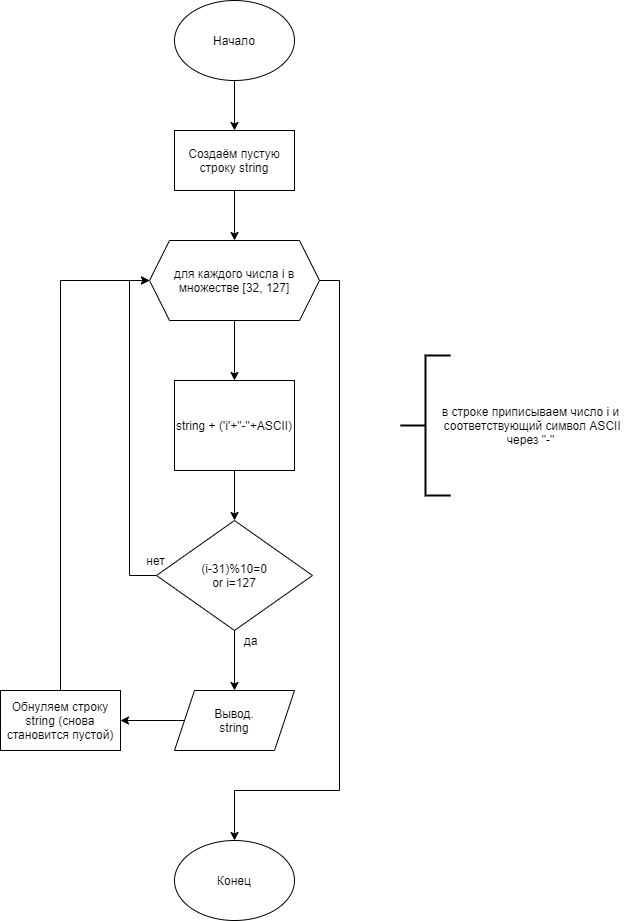 Начало
Создаём пустую
строку string
для каждого числа i в
множестве [32, 127]
string + ('i'+"-"+ASCII)
в строке приписываем число i и
соответствующий символ ASCII
через "-"
(i-31)%10=0
or i=127
нет
да
Обнуляем строку
string (снова
становится пустой)
Вывод.
string
Конец